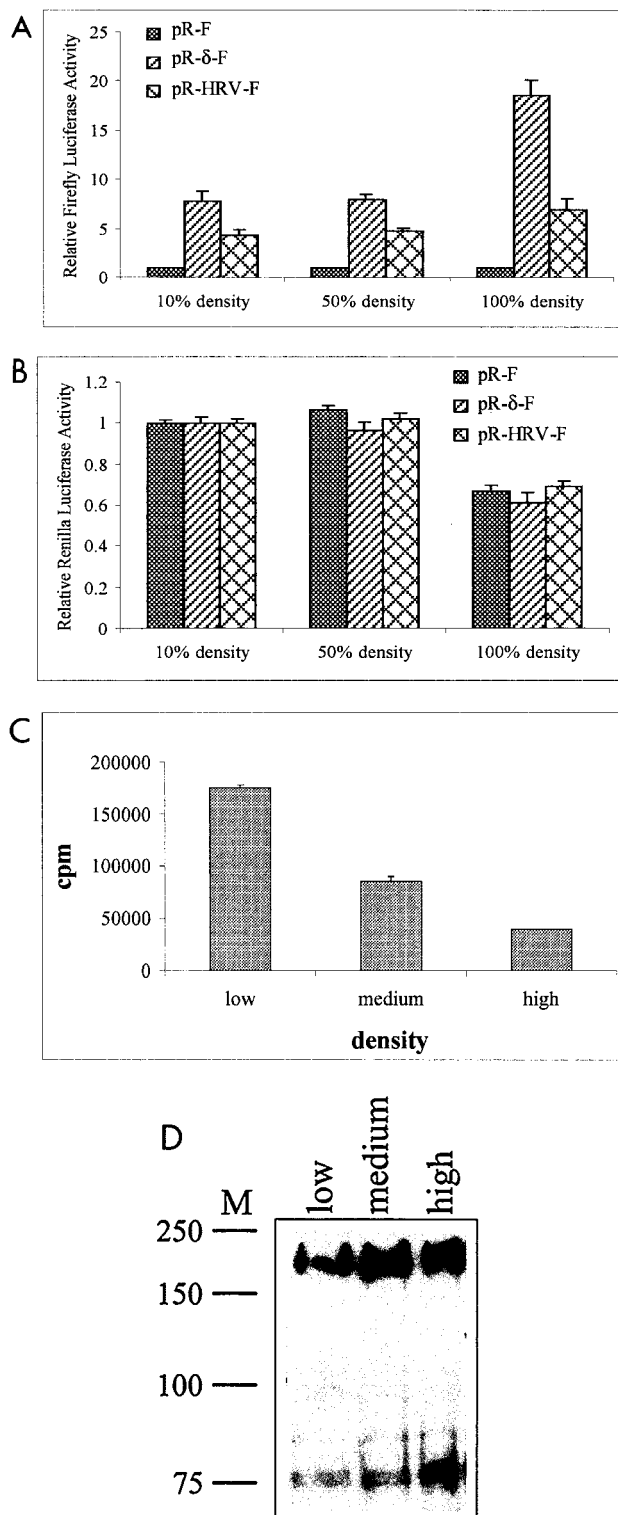 A
pR-F
pR-δ-F
pR-HRV-F
Relative Firefly Luciferase Activity
25
20
15
10
5
0
10% density
50% density
100% density
B
pR-F
pR-δ-F
pR-HRV-F
Relative Renilla Luciferase Activity
1.2
1
0.8
0.6
0.4
0.2
0
10% density
50% density
100% density
C
cpm
200000
150000
100000
50000
0
low
medium
high
density
D
M
low
medium
high
250
150
100
75